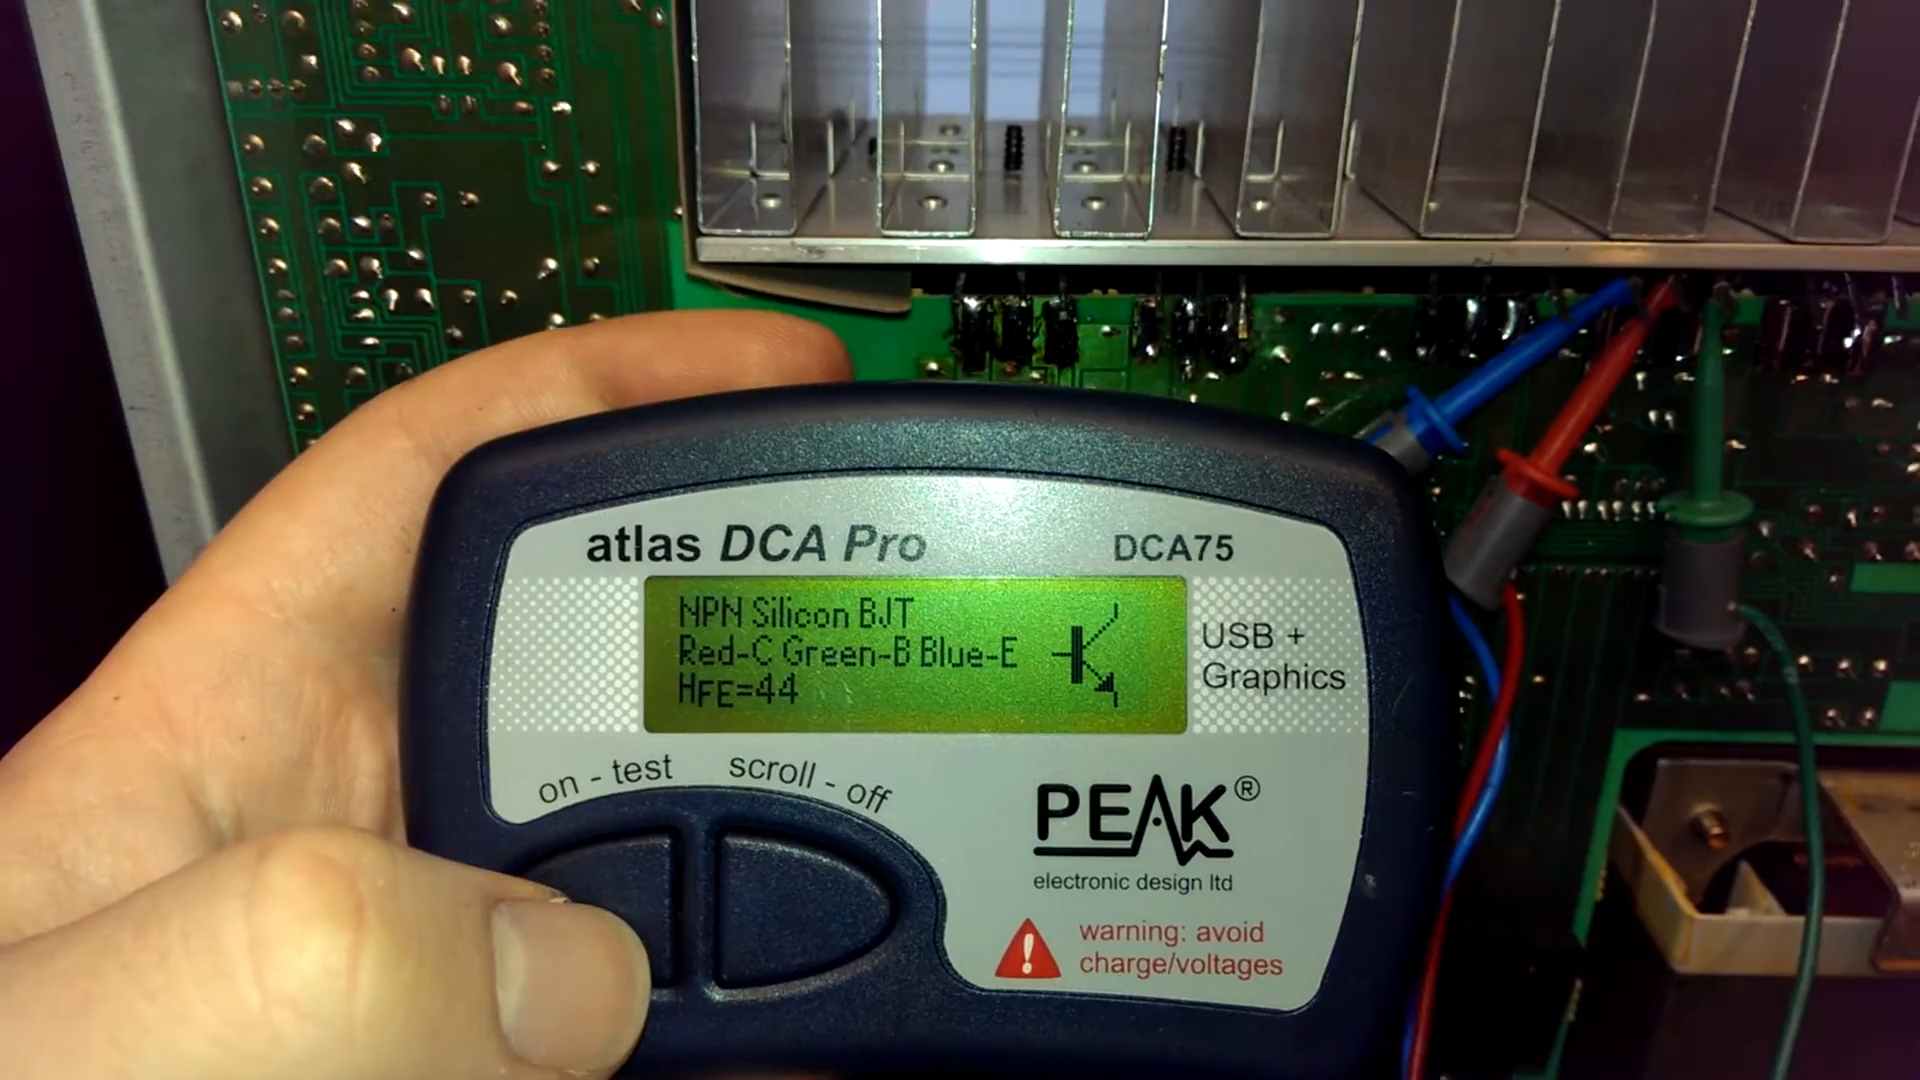 atlas DCA Pro DCA75
NPN Silicon BJT
Red-C Green-B Blue-E
HFE=44
USB +
Graphics
on - test scroll - off
PEAK®
electronic design ltd
warning: avoid
charge/voltages